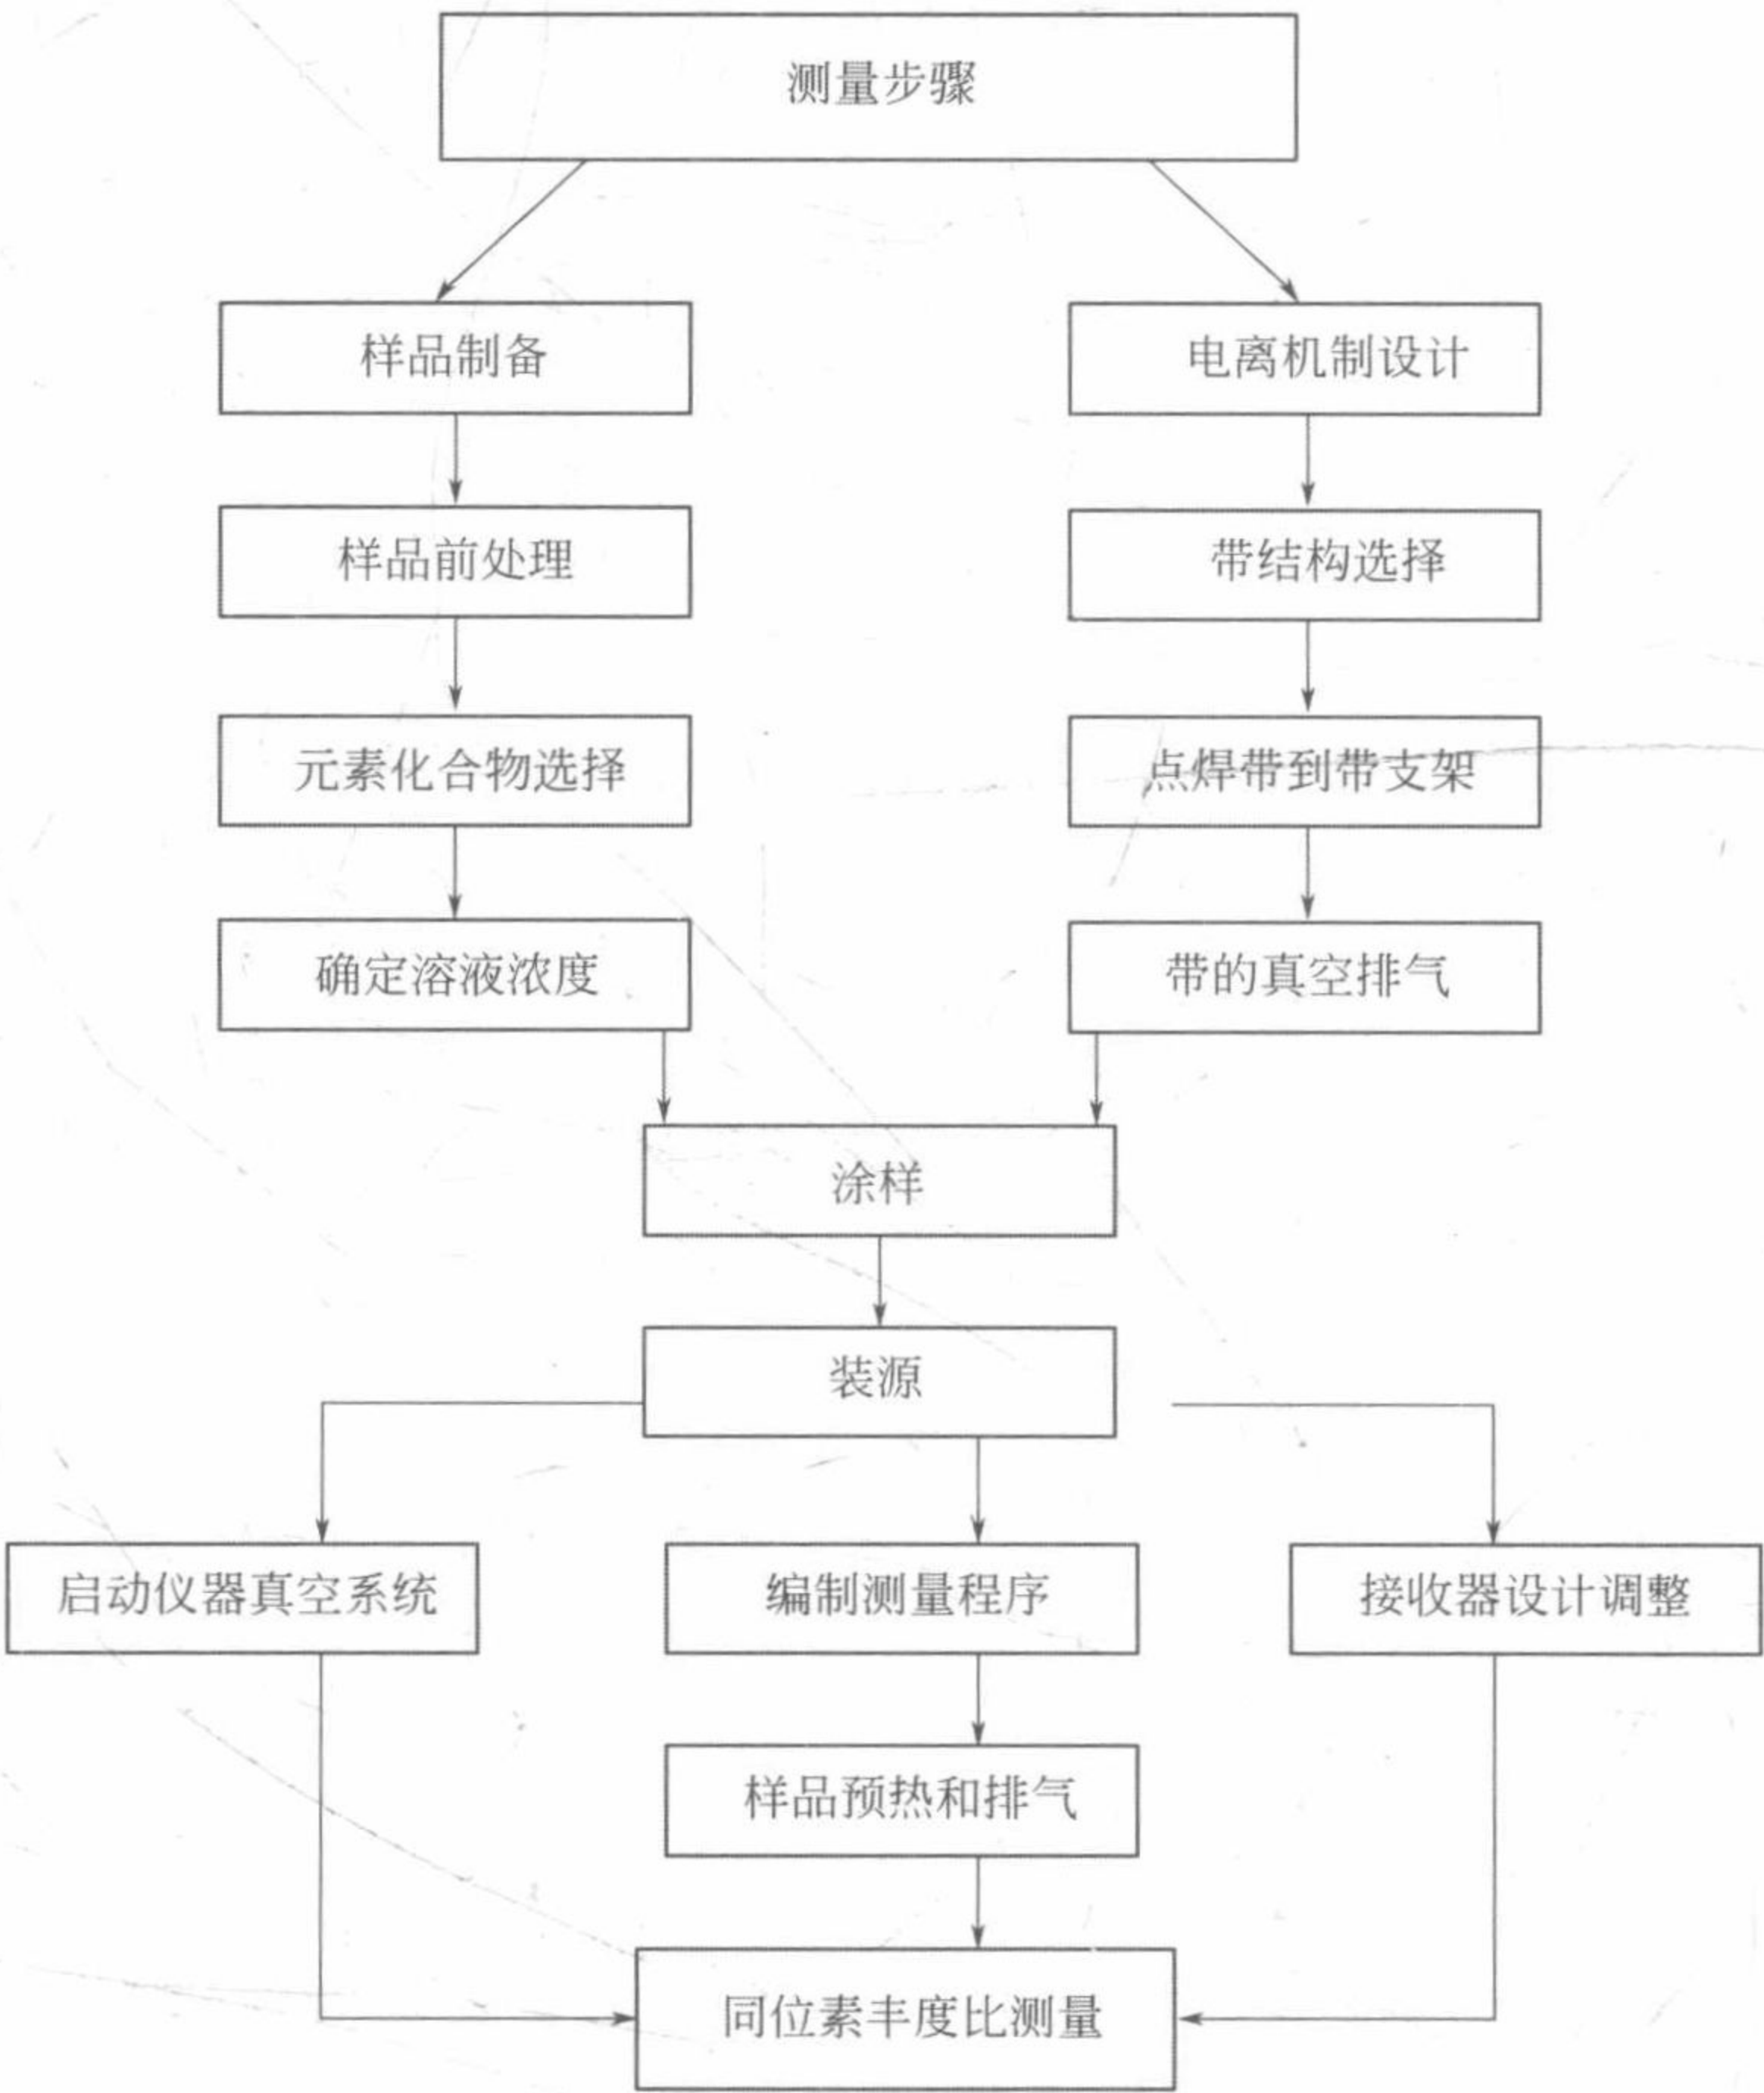 测量步骤
样品制备
电离机制设计
样品前处理
带结构选择
元素化合物选择
点焊带到带支架
确定溶液浓度
带的真空排气
涂样
装源
启动仪器真空系统
编制测量程序
接收器设计调整
样品预热和排气
同位素丰度比测量